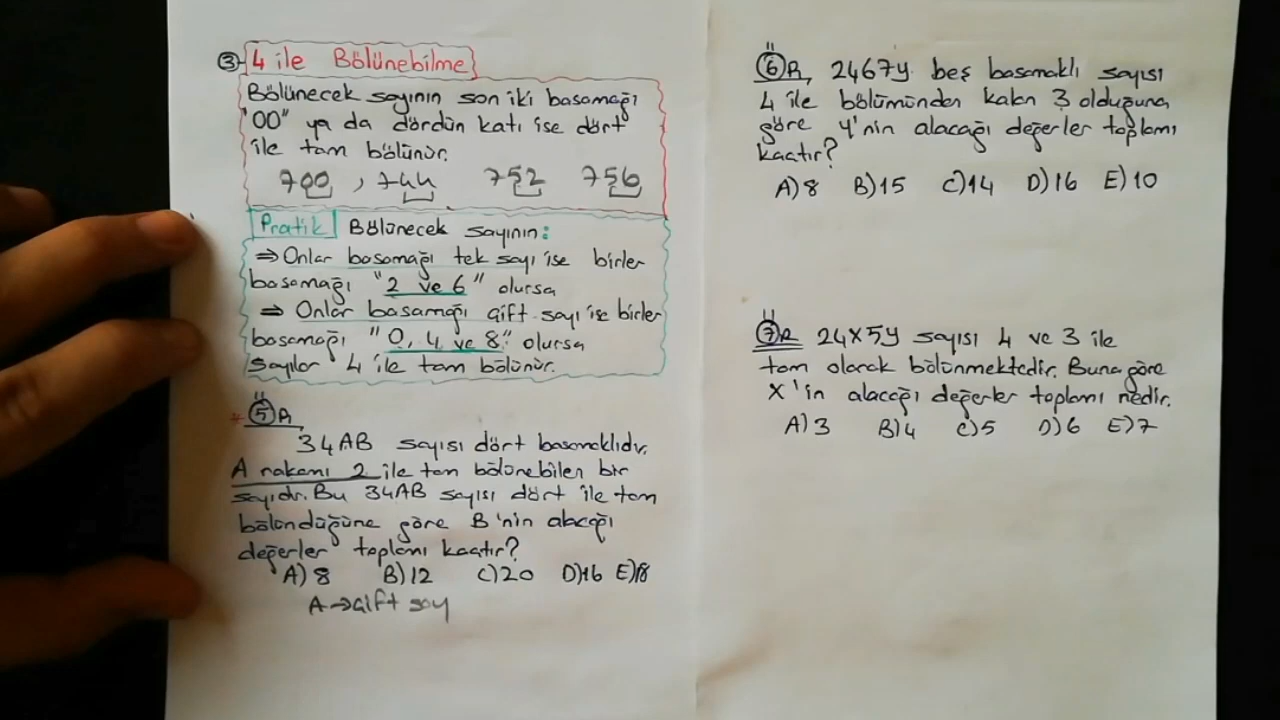 ③ 4 ile Bölünebilme
Bölünecek sayının son iki basamağı
"00" ya da dördün katı ise dört
ile tam bölünür.
700, 744 752 756
Pratik Bölünecek sayının:
⇒ Onlar basamağı tek sayı ise birler
basamağı "2 ve 6" olursa
⇒ Onlar basamağı çift sayı ise birler
basamağı "0, 4 ve 8" olursa
sayılar 4 ile tam bölünür.
* ⑤R
34AB sayısı dört basamaklıdır.
A rakamı 2 ile tam bölünebilen bir
sayıdır. Bu 34AB sayısı dört ile tam
bölündüğüne göre B'nin alacağı
değerler toplamı kaçtır?
A) 8 B) 12 C) 20 D) 16 E) 18
A → çift say
⑥R, 2467y beş basamaklı sayısı
4 ile bölümünden kalan 3 olduğuna
göre y'nin alacağı değerler toplamı
kaçtır?
A) 8 B) 15 C) 14 D) 16 E) 10
⑦R 24X5y sayısı 4 ve 3 ile
tam olarak bölünmektedir. Buna göre
X'in alacağı değerler toplamı nedir.
A) 3 B) 4 C) 5 D) 6 E) 7